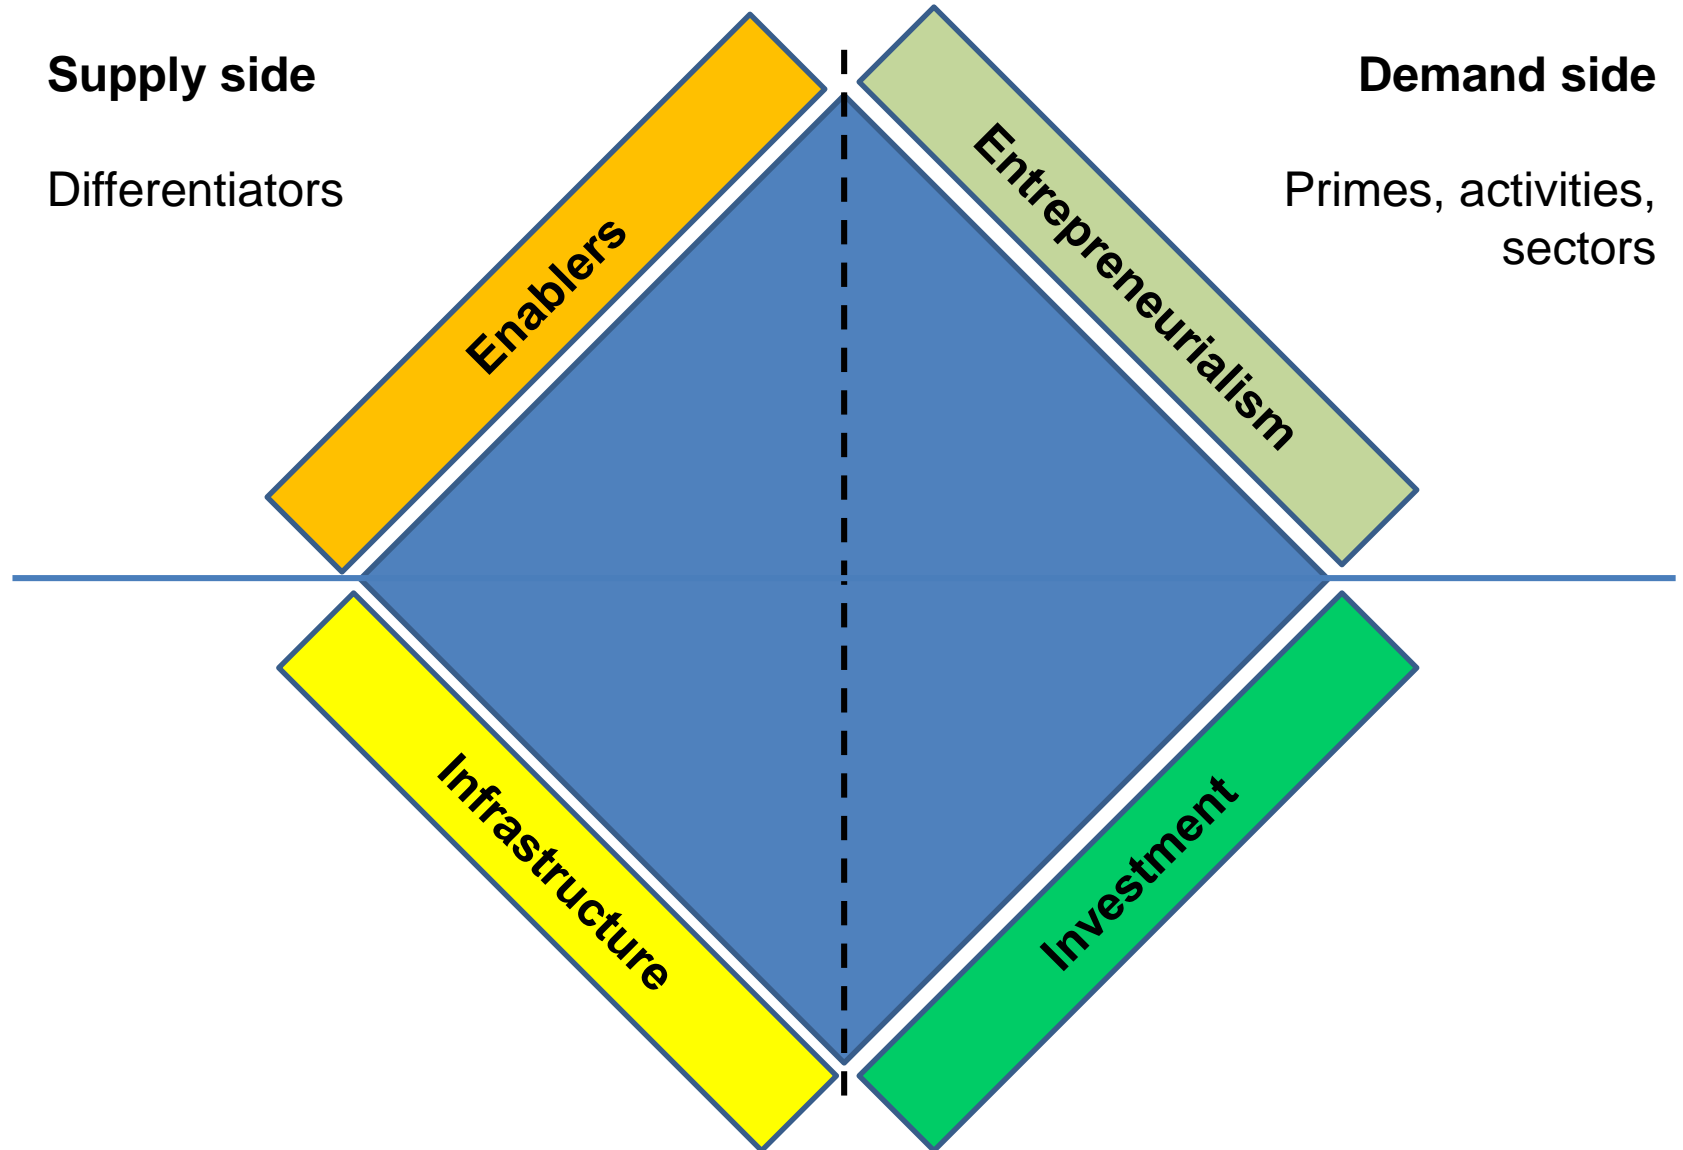 Supply side
Demand side
Differentiators
Primes, activities,
sectors
Enablers
Entrepreneurialism
Infrastructure
Investment